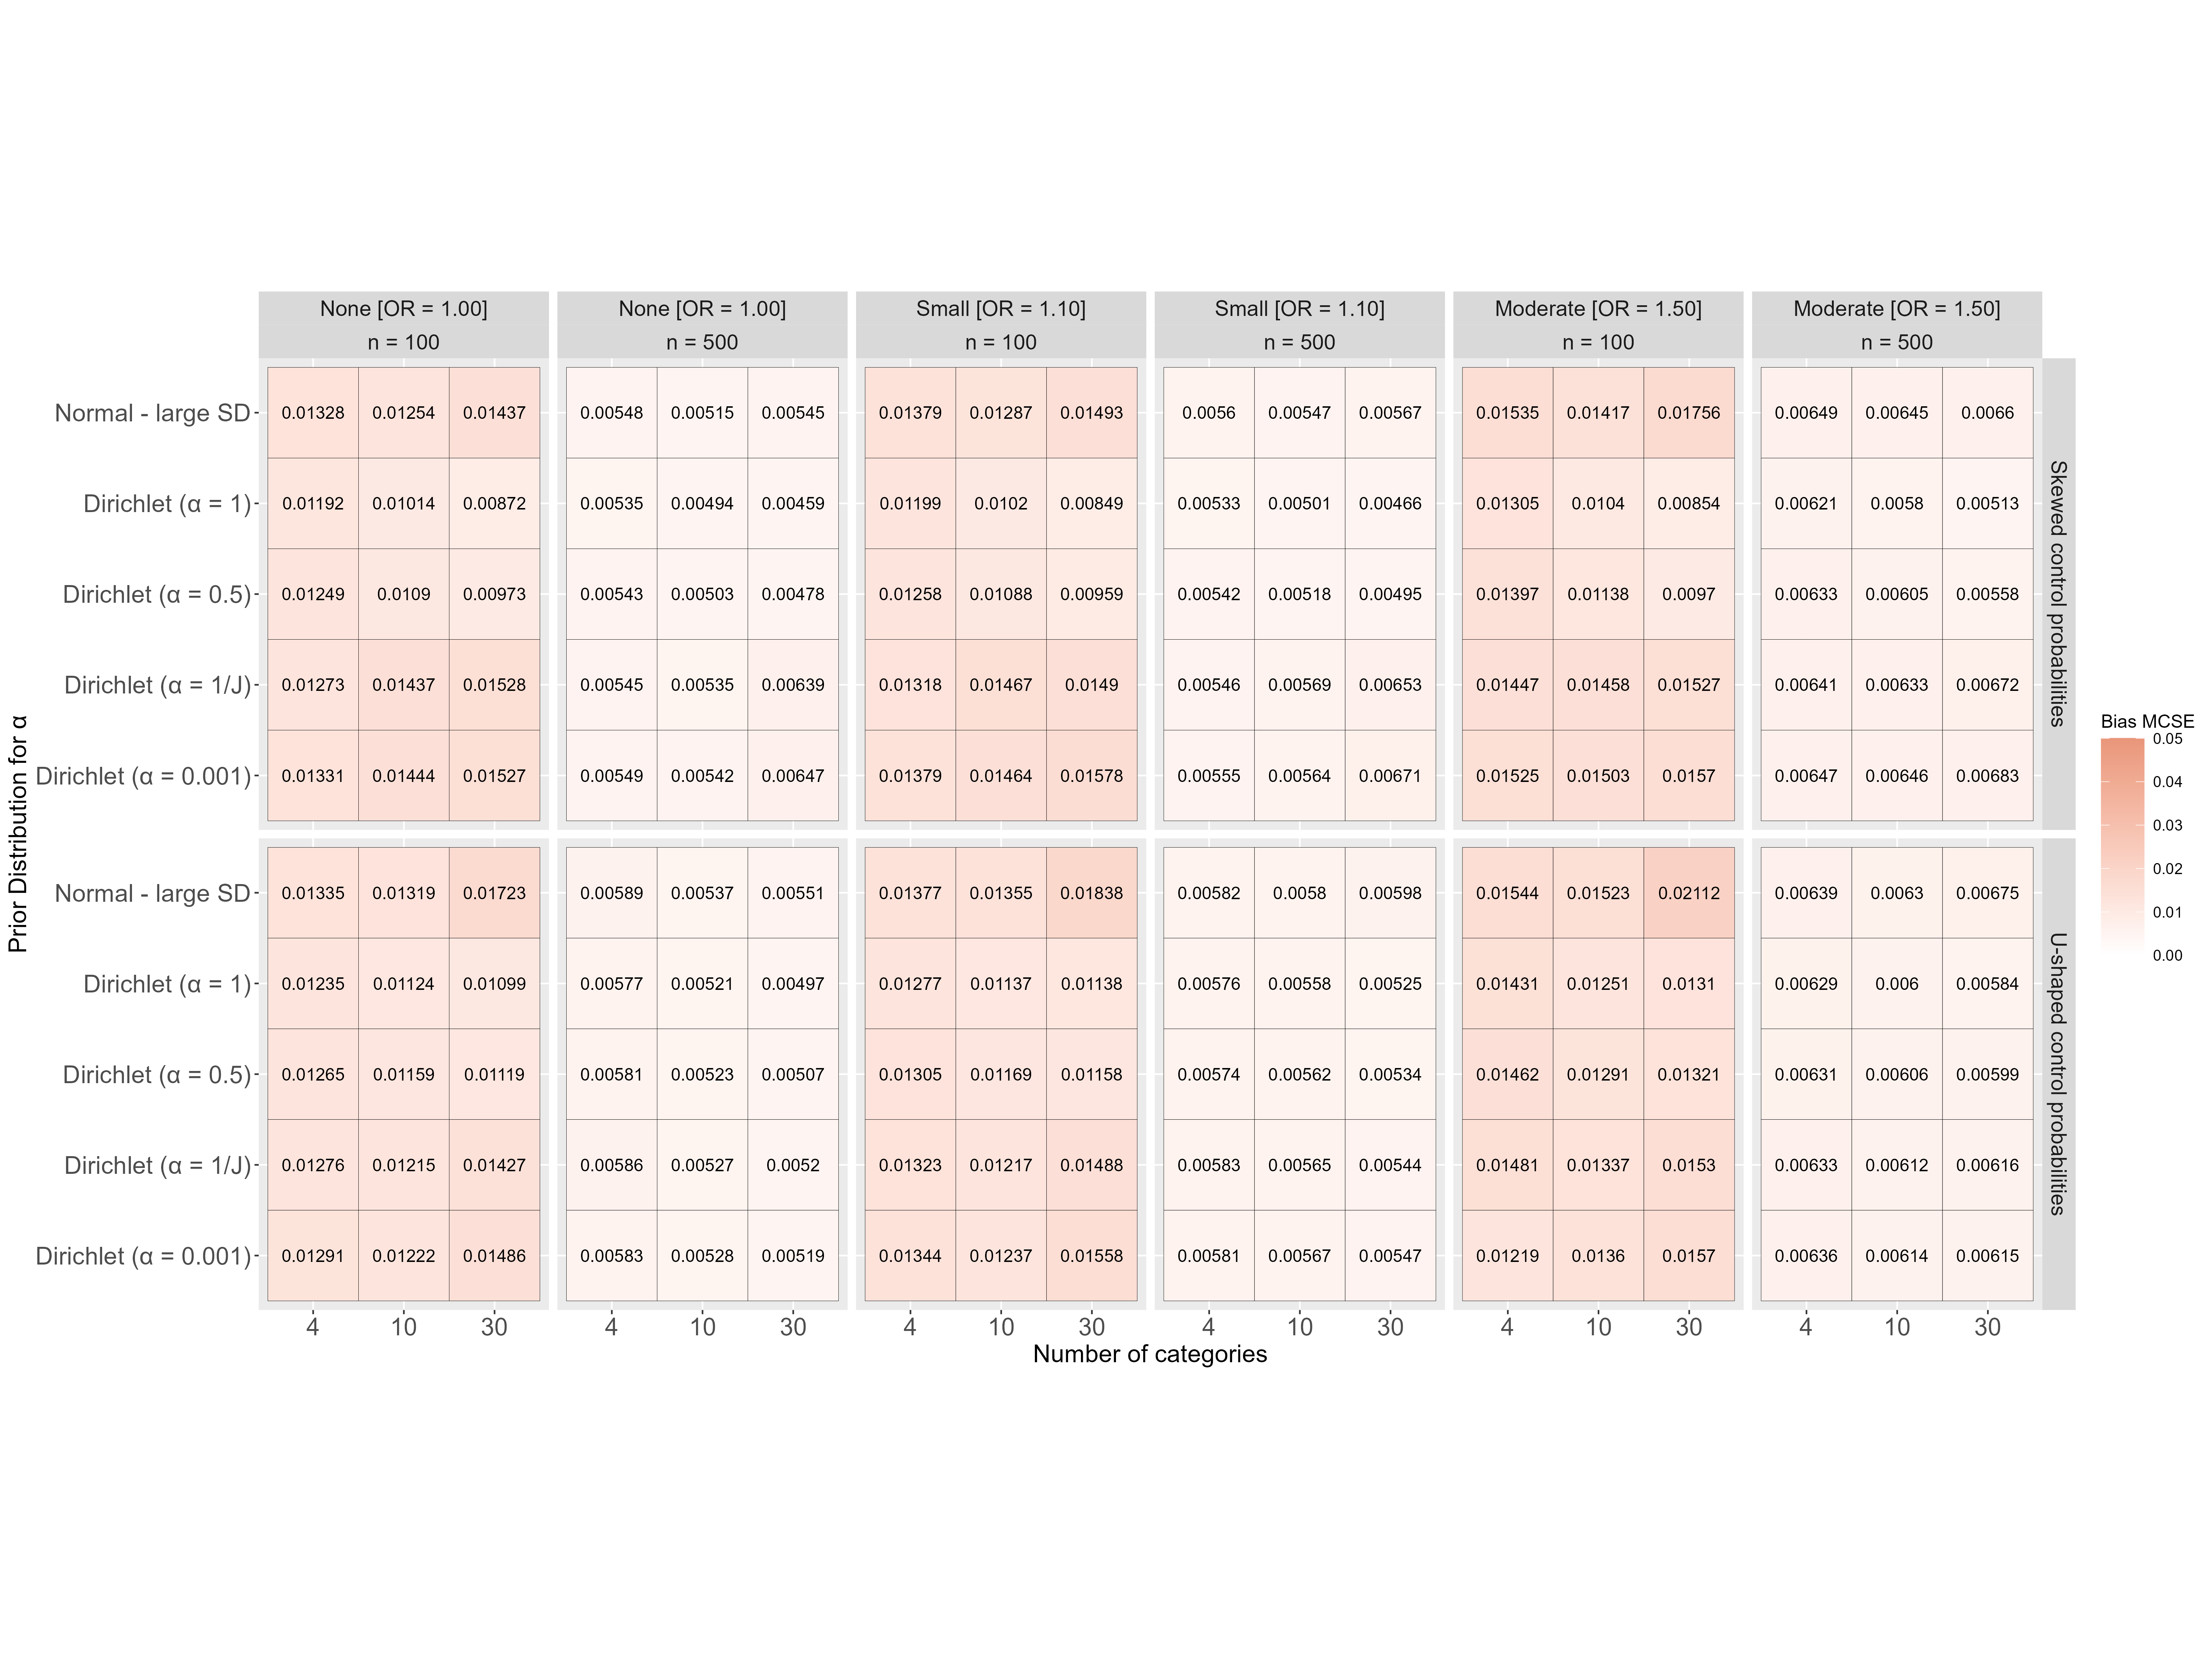 None [OR = 1.00] None [OR = 1.00] Small [OR = 1.10] Small [OR = 1.10] Moderate [OR = 1.50] Moderate [OR = 1.50]
n = 100 n = 500 n = 100 n = 500 n = 100 n = 500
Normal - large SD 0.01328 0.01254 0.01437 0.00548 0.00515 0.00545 0.01379 0.01287 0.01493 0.0056 0.00547 0.00567 0.01535 0.01417 0.01756 0.00649 0.00645 0.0066
Dirichlet (α = 1) 0.01192 0.01014 0.00872 0.00535 0.00494 0.00459 0.01199 0.0102 0.00849 0.00533 0.00501 0.00466 0.01305 0.0104 0.00854 0.00621 0.0058 0.00513
Dirichlet (α = 0.5) 0.01249 0.0109 0.00973 0.00543 0.00503 0.00478 0.01258 0.01088 0.00959 0.00542 0.00518 0.00495 0.01397 0.01138 0.0097 0.00633 0.00605 0.00558
Dirichlet (α = 1/J) 0.01273 0.01437 0.01528 0.00545 0.00535 0.00639 0.01318 0.01467 0.0149 0.00546 0.00569 0.00653 0.01447 0.01458 0.01527 0.00641 0.00633 0.00672
Dirichlet (α = 0.001) 0.01331 0.01444 0.01527 0.00549 0.00542 0.00647 0.01379 0.01464 0.01578 0.00555 0.00564 0.00671 0.01525 0.01503 0.0157 0.00647 0.00646 0.00683
Skewed control probabilities
Normal - large SD 0.01335 0.01319 0.01723 0.00589 0.00537 0.00551 0.01377 0.01355 0.01838 0.00582 0.0058 0.00598 0.01544 0.01523 0.02112 0.00639 0.0063 0.00675
Dirichlet (α = 1) 0.01235 0.01124 0.01099 0.00577 0.00521 0.00497 0.01277 0.01137 0.01138 0.00576 0.00558 0.00525 0.01431 0.01251 0.0131 0.00629 0.006 0.00584
Dirichlet (α = 0.5) 0.01265 0.01159 0.01119 0.00581 0.00523 0.00507 0.01305 0.01169 0.01158 0.00574 0.00562 0.00534 0.01462 0.01291 0.01321 0.00631 0.00606 0.00599
Dirichlet (α = 1/J) 0.01276 0.01215 0.01427 0.00586 0.00527 0.0052 0.01323 0.01217 0.01488 0.00583 0.00565 0.00544 0.01481 0.01337 0.0153 0.00633 0.00612 0.00616
Dirichlet (α = 0.001) 0.01291 0.01222 0.01486 0.00583 0.00528 0.00519 0.01344 0.01237 0.01558 0.00581 0.00567 0.00547 0.01219 0.0136 0.0157 0.00636 0.00614 0.00615
U-shaped control probabilities
4 10 30 4 10 30 4 10 30 4 10 30 4 10 30 4 10 30
Number of categories
Prior Distribution for α
Bias MCSE
0.05
0.04
0.03
0.02
0.01
0.00